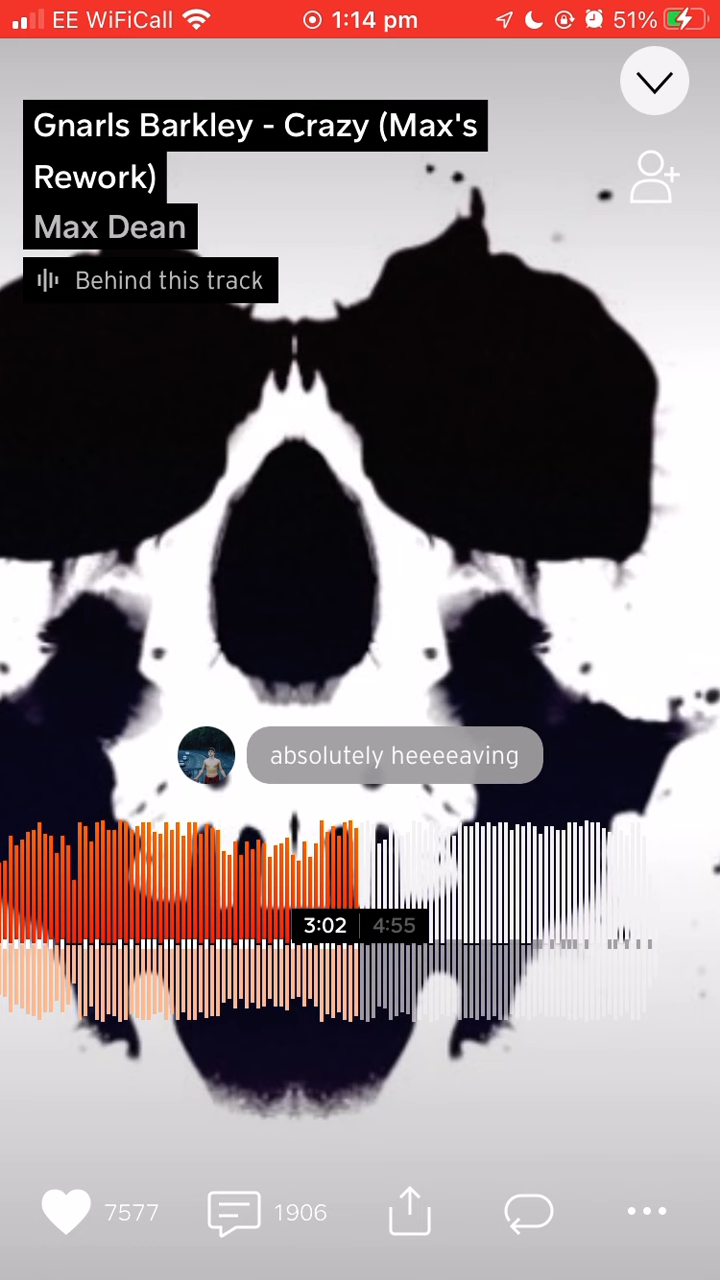 EE WiFiCall 1:14 pm 51%
Gnarls Barkley - Crazy (Max's
Rework)
Max Dean
Behind this track
absolutely heeeeaving
3:02 4:55
7577 1906